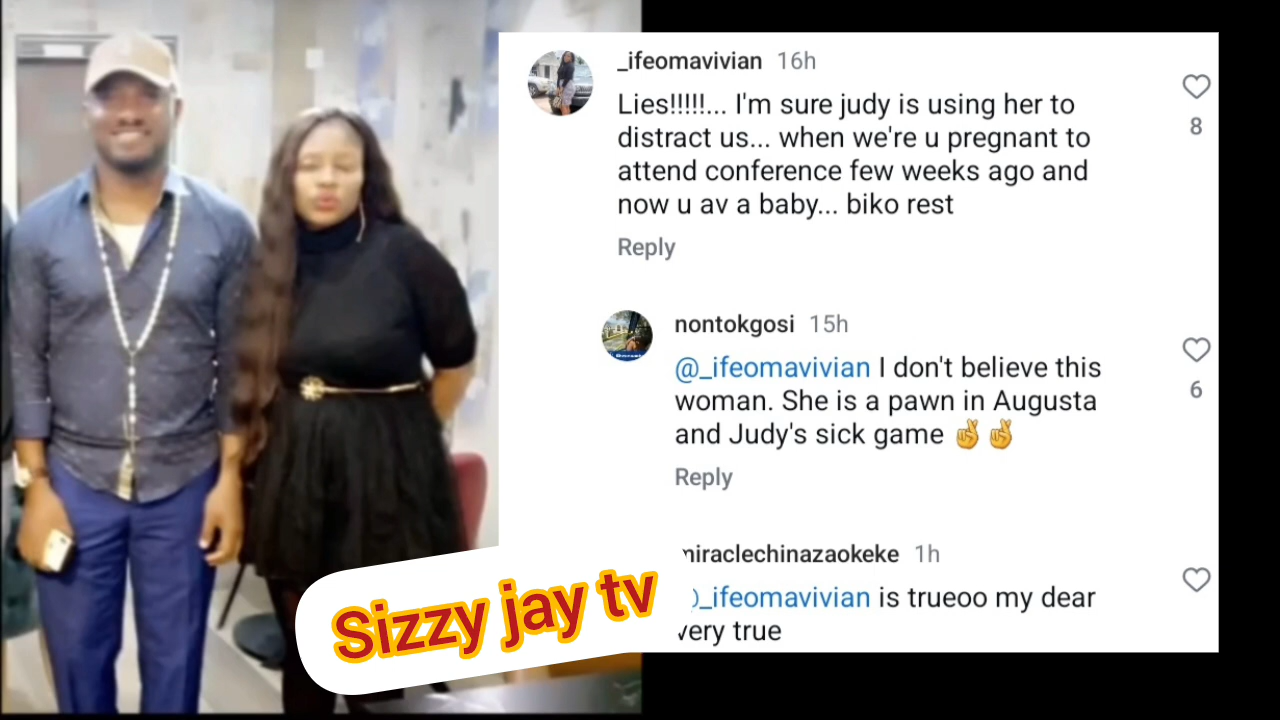 _ifeomavivian 16h
Lies!!!!!... I'm sure judy is using her to
distract us... when we're u pregnant to
attend conference few weeks ago and
now u av a baby... biko rest
8
Reply
nontokgosi 15h
@_ifeomavivian I don't believe this
woman. She is a pawn in Augusta
and Judy's sick game ✌️✌️
6
Reply
niraclechinazaokeke 1h
_ifeomavivian is trueoo my dear
very true
Sizzy jay tv